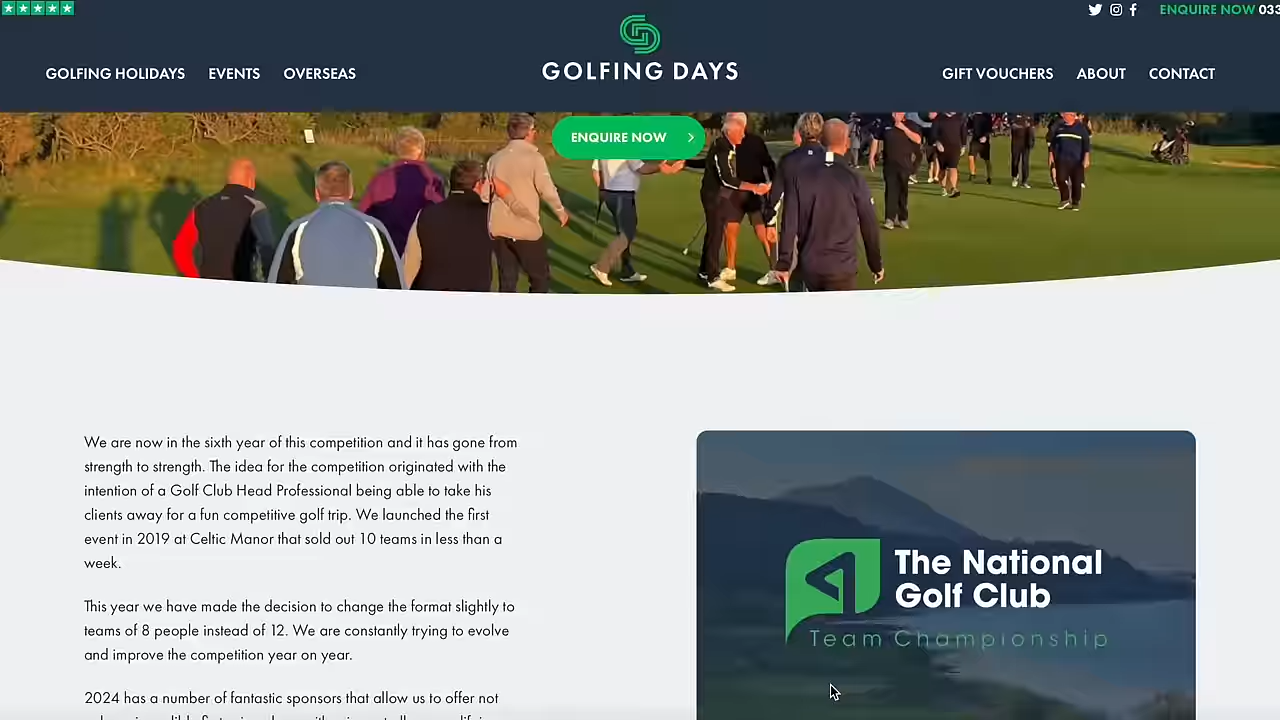 ENQUIRE NOW 033
GOLFING HOLIDAYS EVENTS OVERSEAS
GOLFING DAYS
GIFT VOUCHERS ABOUT CONTACT
ENQUIRE NOW
We are now in the sixth year of this competition and it has gone from
strength to strength. The idea for the competition originated with the
intention of a Golf Club Head Professional being able to take his
clients away for a fun competitive golf trip. We launched the first
event in 2019 at Celtic Manor that sold out 10 teams in less than a
week.
This year we have made the decision to change the format slightly to
teams of 8 people instead of 12. We are constantly trying to evolve
and improve the competition year on year.
2024 has a number of fantastic sponsors that allow us to offer not
The National
Golf Club
Team Championship